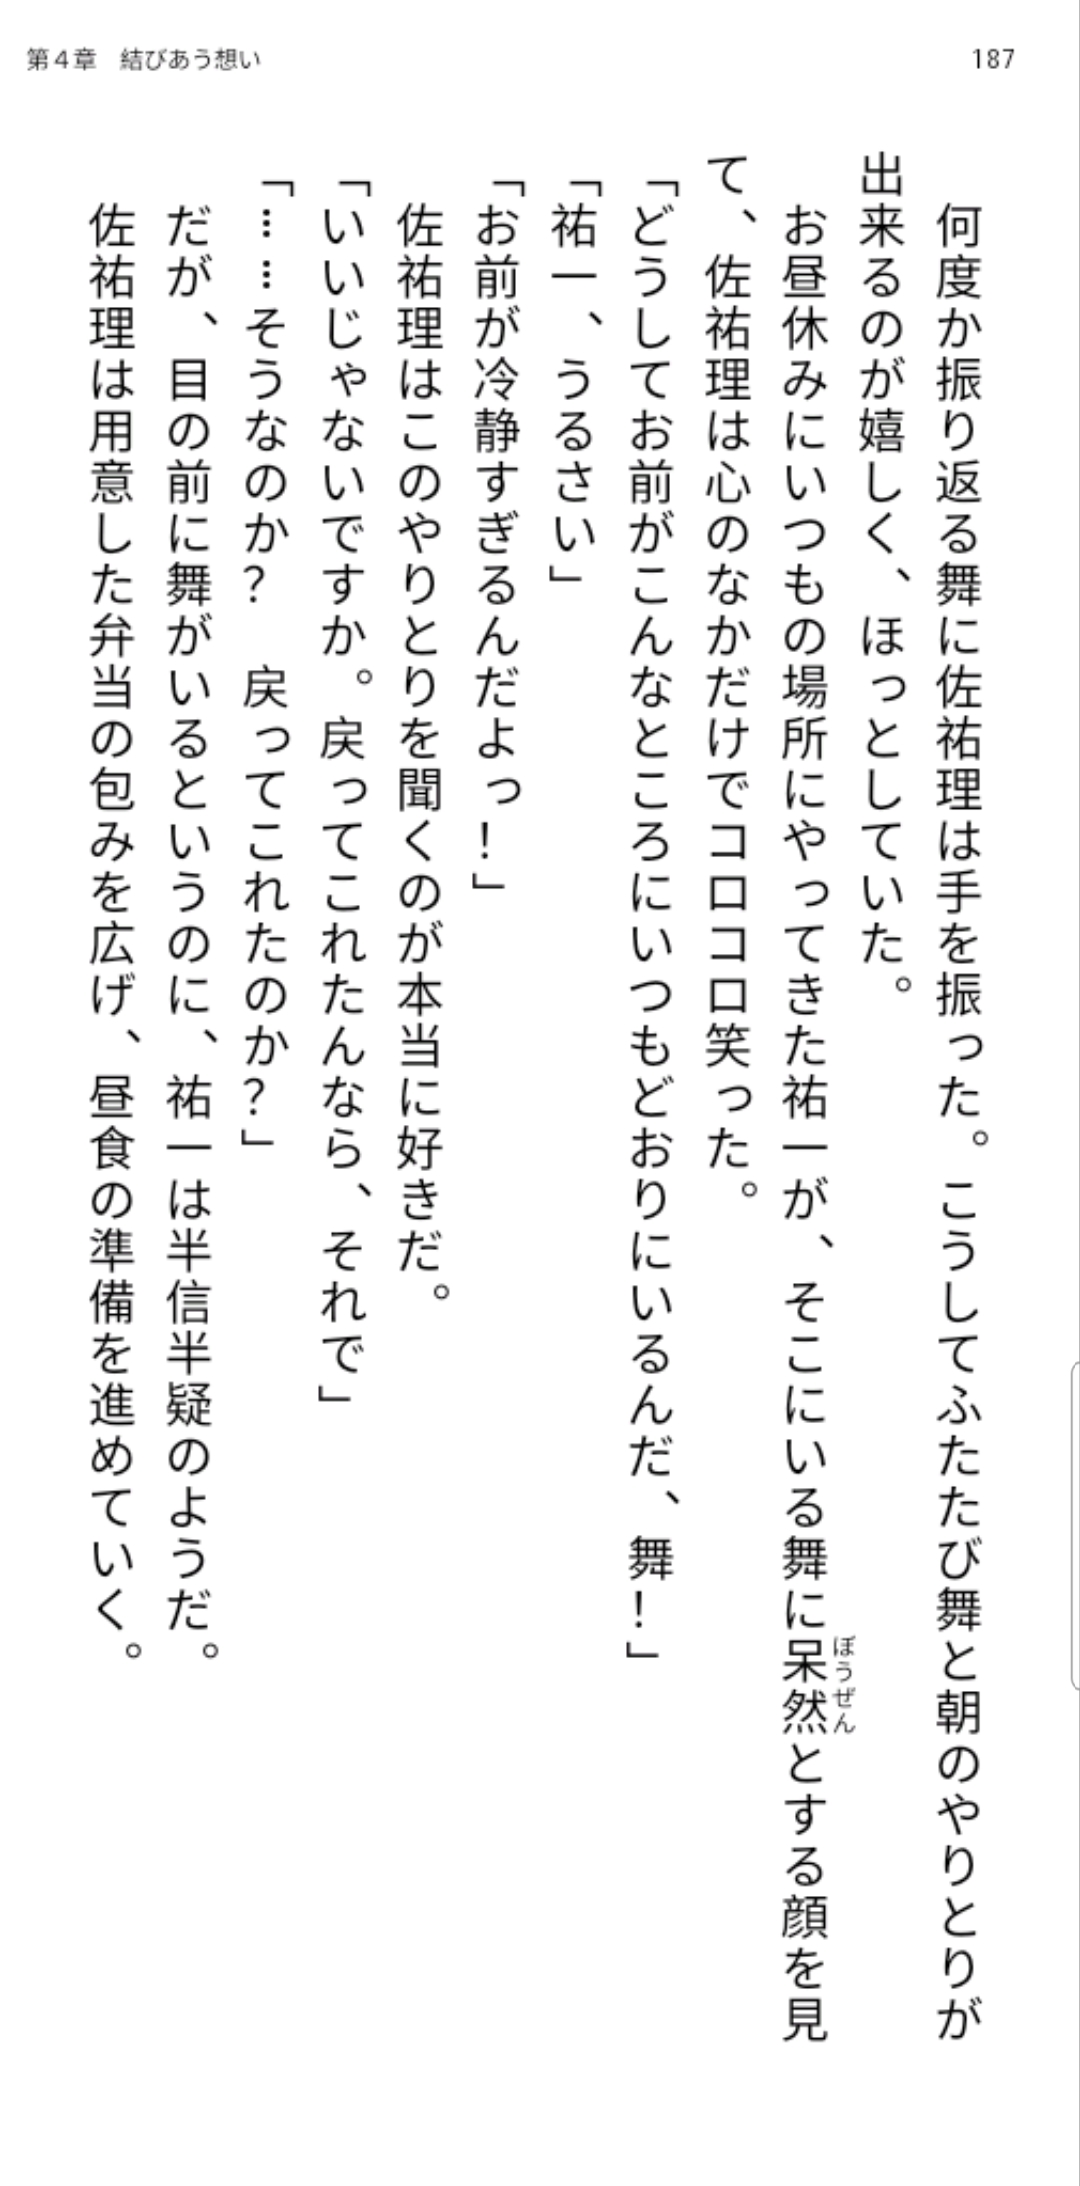 第４章　結びあう想い
187
　何度か振り返る舞に佐祐理は手を振った。こうしてふたたび舞と朝のやりとりが
出来るのが嬉しく、ほっとしていた。
　お昼休みにいつもの場所にやってきた祐一が、そこにいる舞に呆然とする顔を見
ぼうぜん
て、佐祐理は心のなかだけでコロコロ笑った。
「どうしてお前がこんなところにいつもどおりにいるんだ、舞！」
「祐一、うるさい」
「お前が冷静すぎるんだよっ！」
　佐祐理はこのやりとりを聞くのが本当に好きだ。
「いいじゃないですか。戻ってこれたんなら、それで」
「……そうなのか？　戻ってこれたのか？」
　だが、目の前に舞がいるというのに、祐一は半信半疑のようだ。
　佐祐理は用意した弁当の包みを広げ、昼食の準備を進めていく。